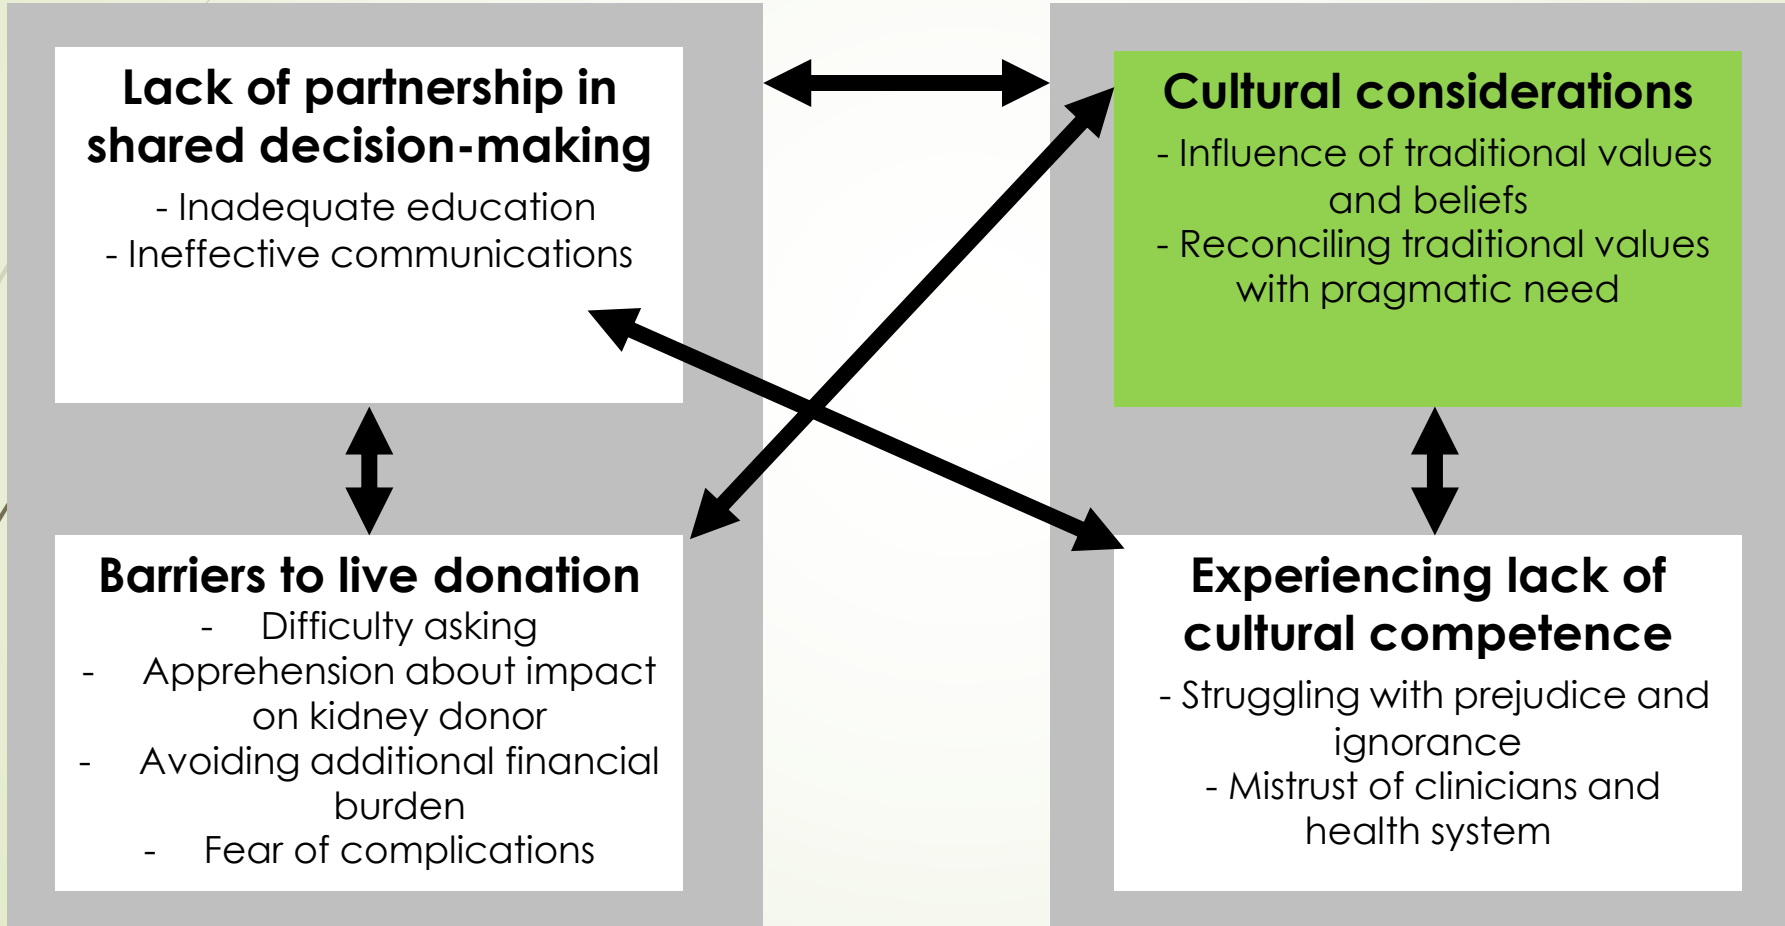 Lack of partnership in
shared decision-making
- Inadequate education
- Ineffective communications
Barriers to live donation
- Difficulty asking
- Apprehension about impact
on kidney donor
- Avoiding additional financial
burden
- Fear of complications
Cultural considerations
- Influence of traditional values
and beliefs
- Reconciling traditional values
with pragmatic need
Experiencing lack of
cultural competence
- Struggling with prejudice and
ignorance
- Mistrust of clinicians and
health system